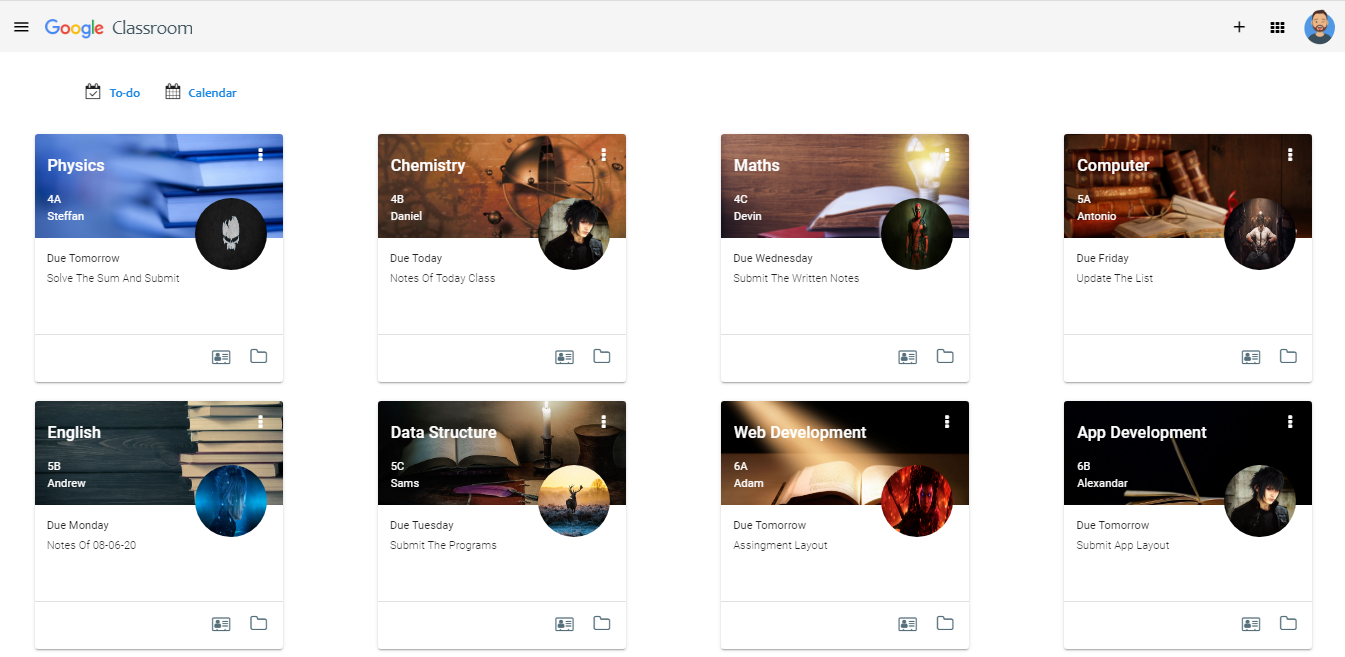 Google Classroom
To-do Calendar
Physics
4A
Steffan
Due Tomorrow
Solve The Sum And Submit
Chemistry
4B
Daniel
Due Today
Notes Of Today Class
Maths
4C
Devin
Due Wednesday
Submit The Written Notes
Computer
5A
Antonio
Due Friday
Update The List
English
5B
Andrew
Due Monday
Notes Of 08-06-20
Data Structure
5C
Sams
Due Tuesday
Submit The Programs
Web Development
6A
Adam
Due Tomorrow
Assingment Layout
App Development
6B
Alexandar
Due Tomorrow
Submit App Layout